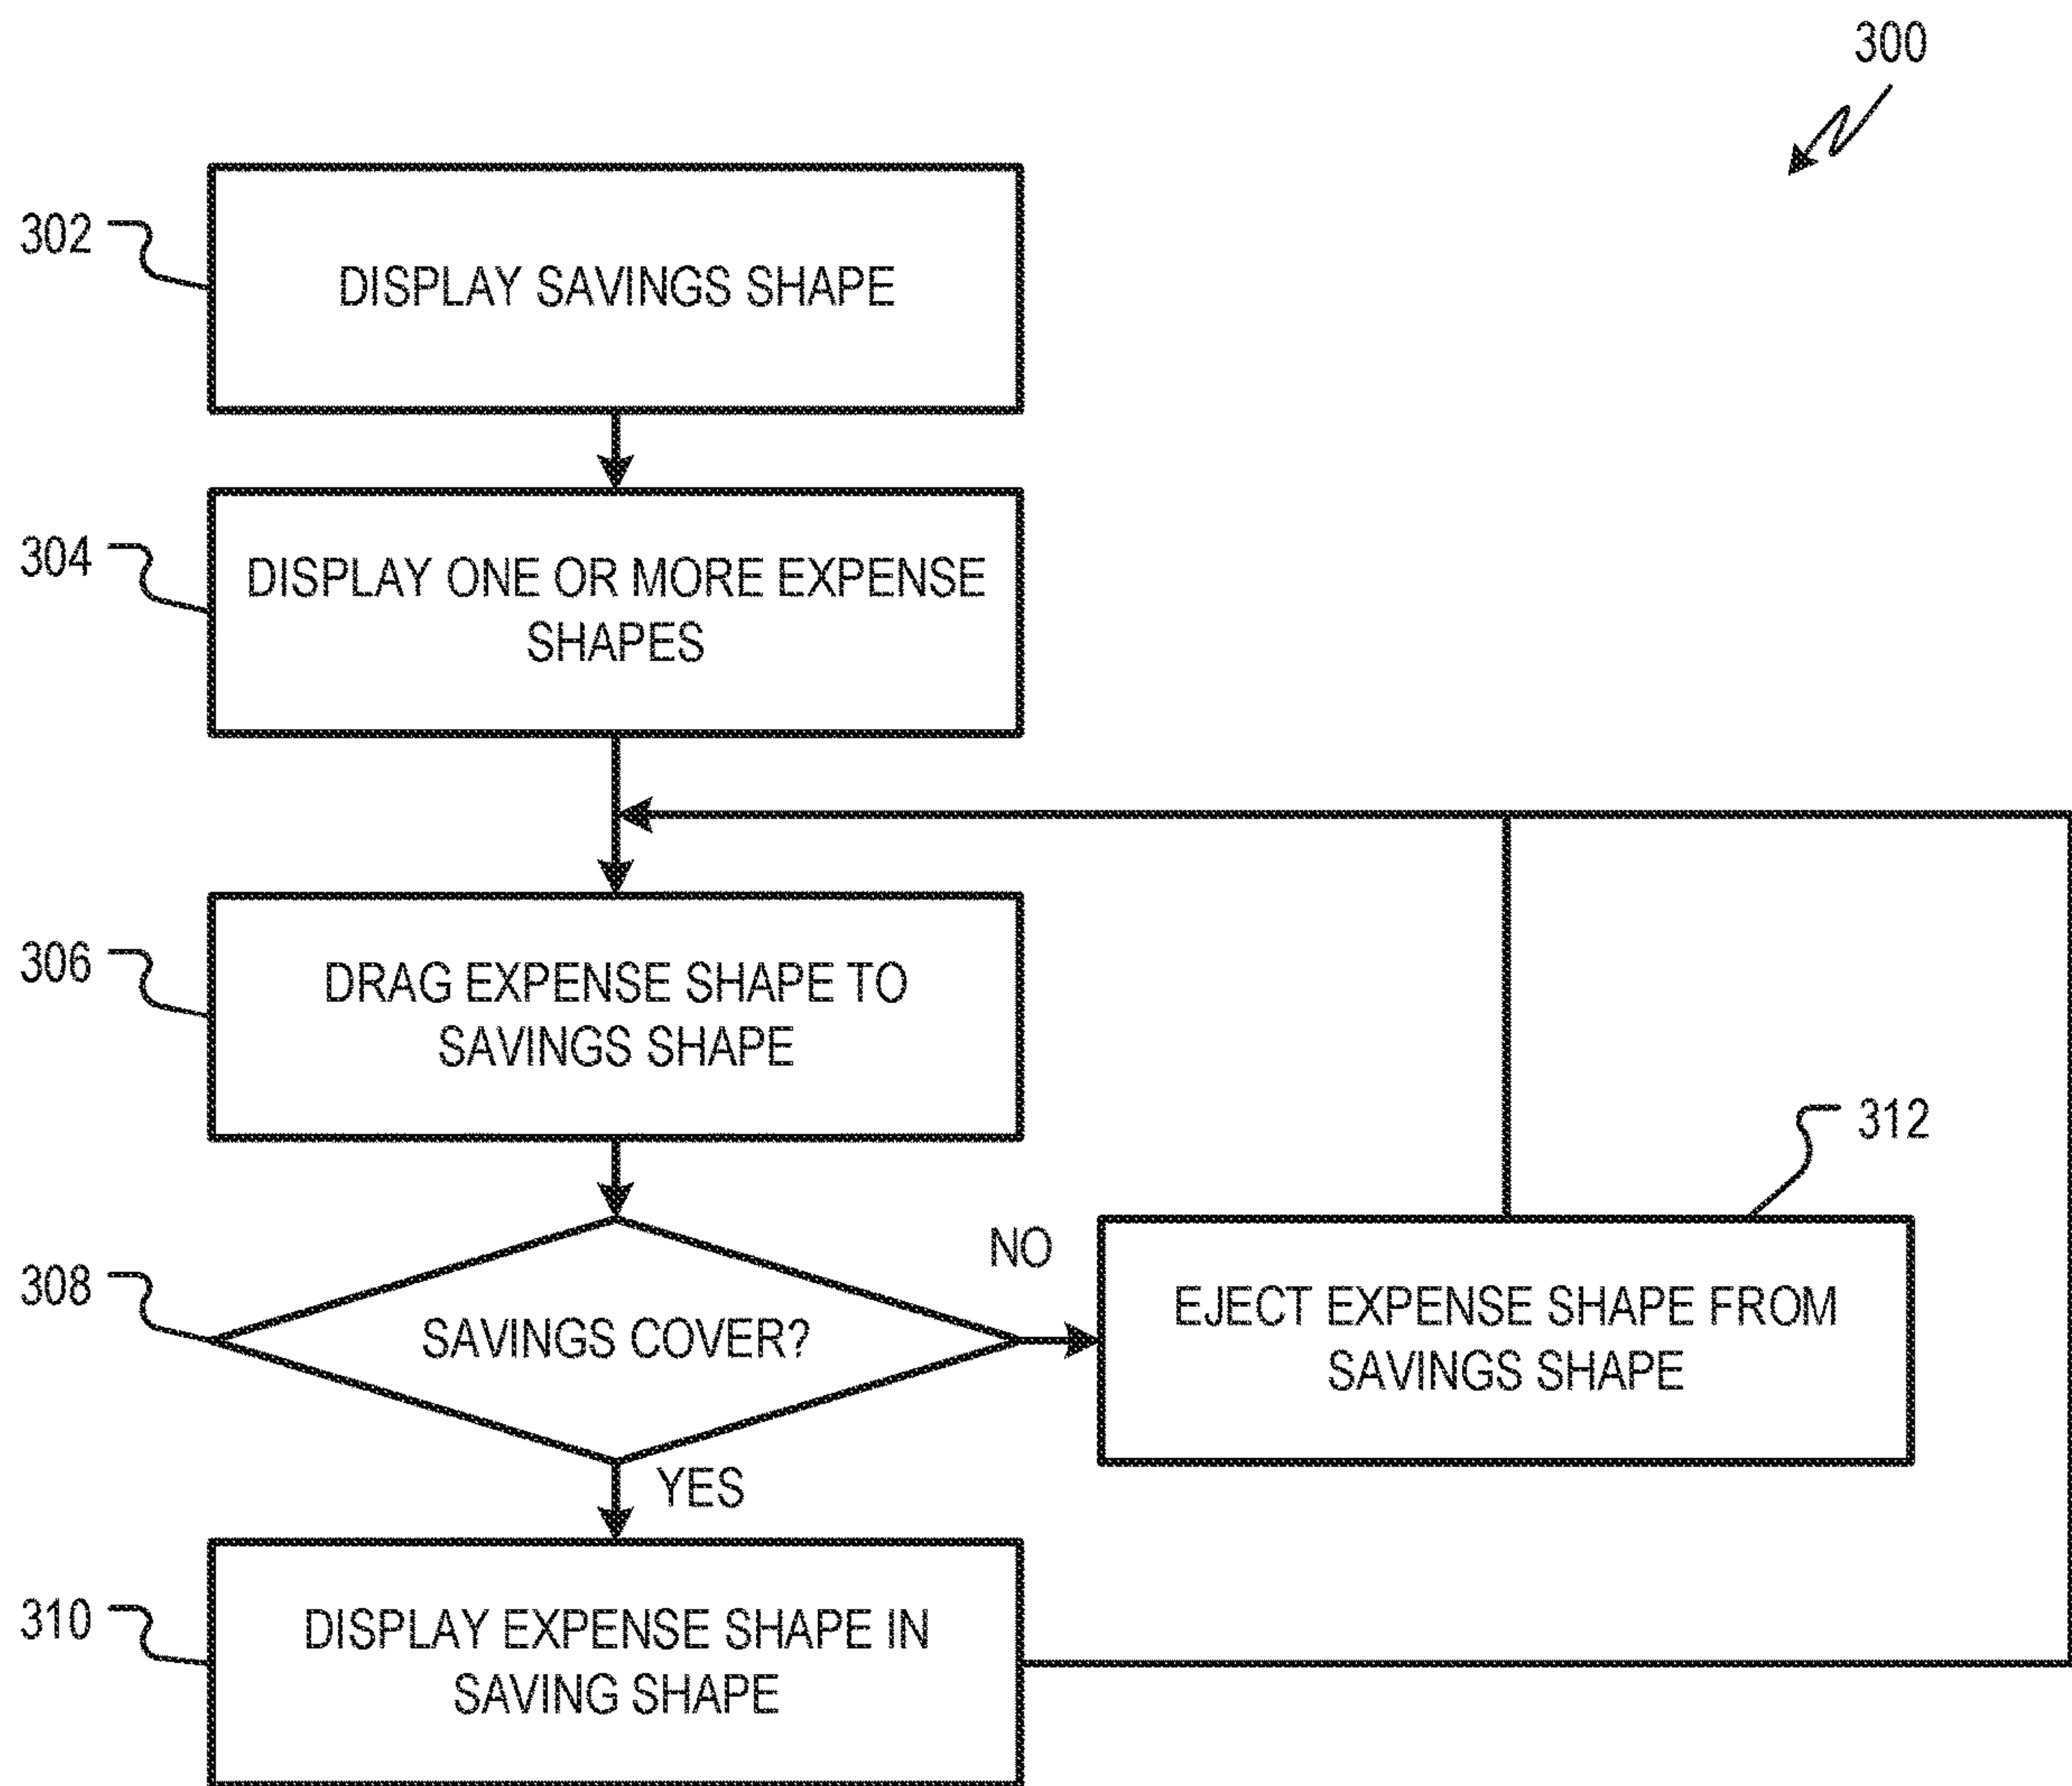 300
302
DISPLAY SAVINGS SHAPE
304
DISPLAY ONE OR MORE EXPENSE
SHAPES
306
DRAG EXPENSE SHAPE TO
SAVINGS SHAPE
312
308
SAVINGS COVER?
NO
EJECT EXPENSE SHAPE FROM
SAVINGS SHAPE
YES
310
DISPLAY EXPENSE SHAPE IN
SAVING SHAPE